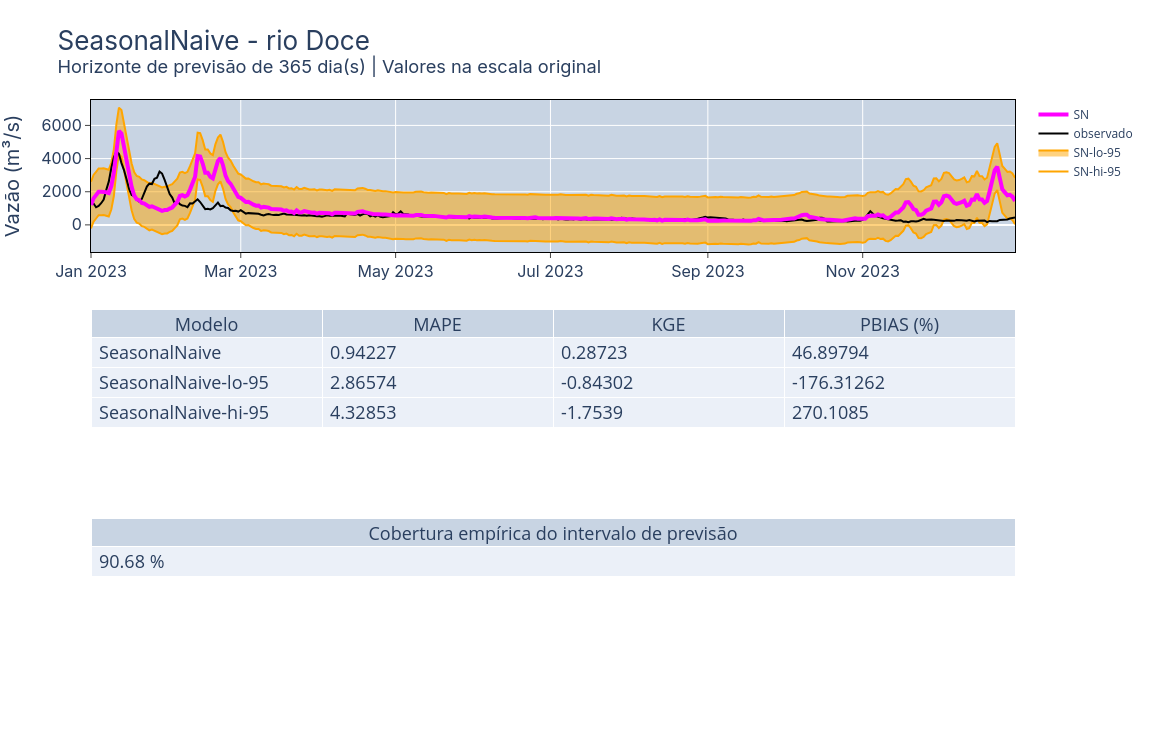 SeasonalNaive - rio Doce
Horizonte de previsão de 365 dia(s) | Valores na escala original
Vazão (m³/s)
6000
4000
2000
0
Jan 2023 Mar 2023 May 2023 Jul 2023 Sep 2023 Nov 2023
SN
observado
SN-lo-95
SN-hi-95
Modelo MAPE KGE PBIAS (%)
SeasonalNaive 0.94227 0.28723 46.89794
SeasonalNaive-lo-95 2.86574 -0.84302 -176.31262
SeasonalNaive-hi-95 4.32853 -1.7539 270.1085
Cobertura empírica do intervalo de previsão
90.68 %